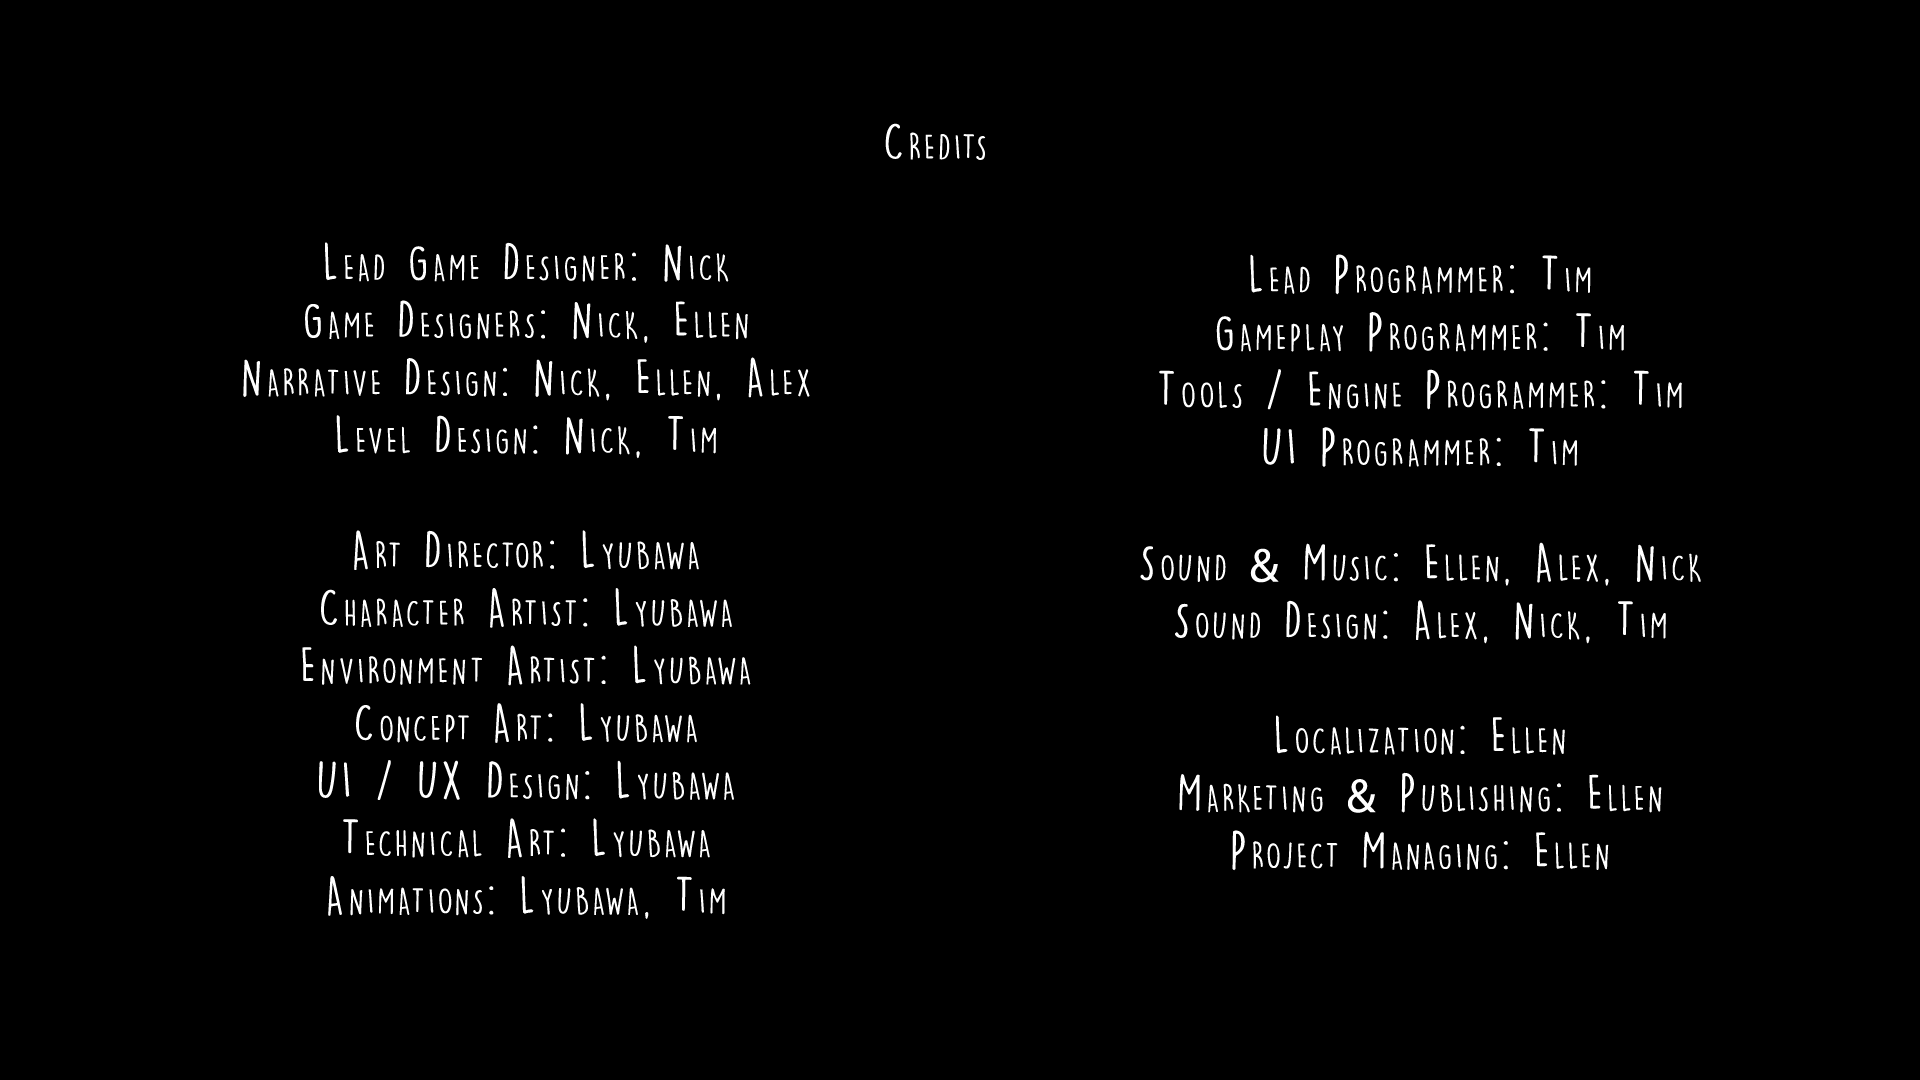 Credits
Lead Game Designer: Nick
Game Designers: Nick, Ellen
Narrative Design: Nick, Ellen, Alex
Level Design: Nick, Tim
Art Director: Lyubawa
Character Artist: Lyubawa
Environment Artist: Lyubawa
Concept Art: Lyubawa
UI / UX Design: Lyubawa
Technical Art: Lyubawa
Animations: Lyubawa, Tim
Lead Programmer: Tim
Gameplay Programmer: Tim
Tools / Engine Programmer: Tim
UI Programmer: Tim
Sound & Music: Ellen, Alex, Nick
Sound Design: Alex, Nick, Tim
Localization: Ellen
Marketing & Publishing: Ellen
Project Managing: Ellen